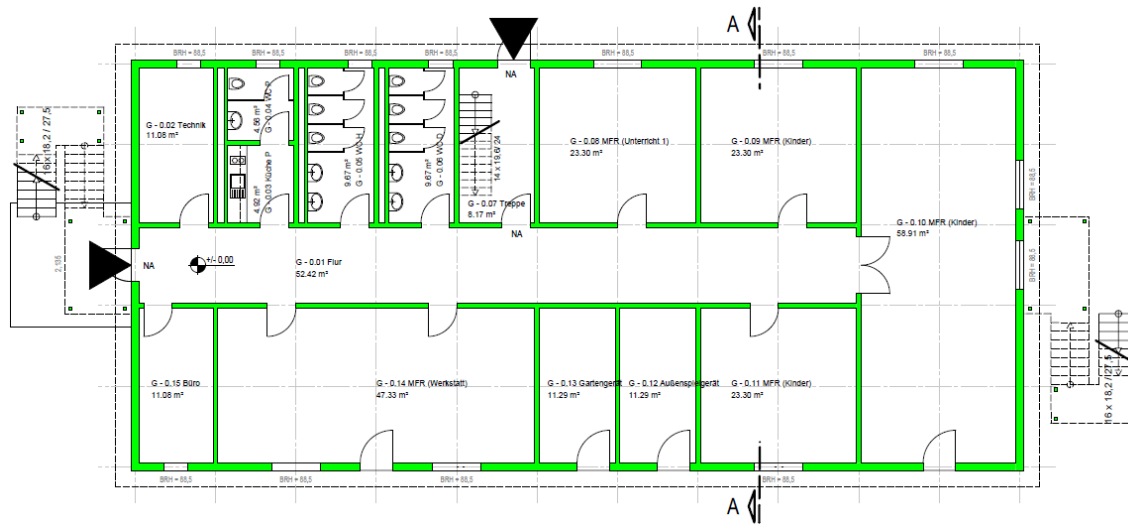 A
BRH = 88,5
BRH = 88,5
BRH = 88,5
BRH = 88,5
BRH = 88,5
BRH = 88,5
BRH = 88,5
NA
16 x 18,2 / 27,5
G - 0.02 Technik
11.08 m²
4.56 m²
G - 0.04 WC-P
4.92 m²
G - 0.03 Küche P
9.67 m²
G - 0.05 WC-H
9.67 m²
G - 0.06 WC-D
14 x 19,6/ 24
G - 0.07 Treppe
8.17 m²
G - 0.08 MFR (Unterricht 1)
23.30 m²
G - 0.09 MFR (Kinder)
23.30 m²
G - 0.10 MFR (Kinder)
58.91 m²
BRH = 88,5
BRH = 88,5
NA
2,135
NA
+/- 0,00
G - 0.01 Flur
52.42 m²
G - 0.15 Büro
11.08 m²
G - 0.14 MFR (Werkstatt)
47.33 m²
G - 0.13 Gartengerät
11.29 m²
G - 0.12 Außenspielgerät
11.29 m²
G - 0.11 MFR (Kinder)
23.30 m²
16 x 18,2 / 27,5
BRH = 88,5
BRH = 88,5
BRH = 88,5
BRH = 88,5
A